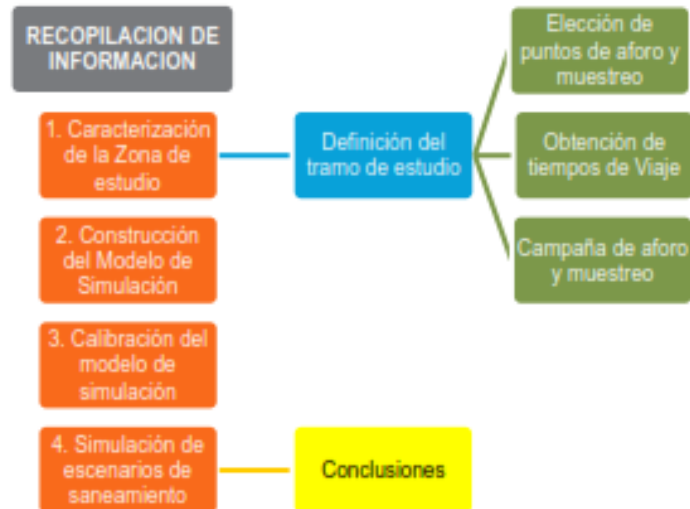 RECOPILACION DE
INFORMACION
1. Caracterización
de la Zona de
estudio
Definición del
tramo de estudio
Elección de
puntos de aforo y
muestreo
Obtención de
tiempos de Viaje
Campaña de aforo
y muestreo
2. Construcción
del Modelo de
Simulación
3. Calibración del
modelo de
simulación
4. Simulación de
escenarios de
saneamiento
Conclusiones